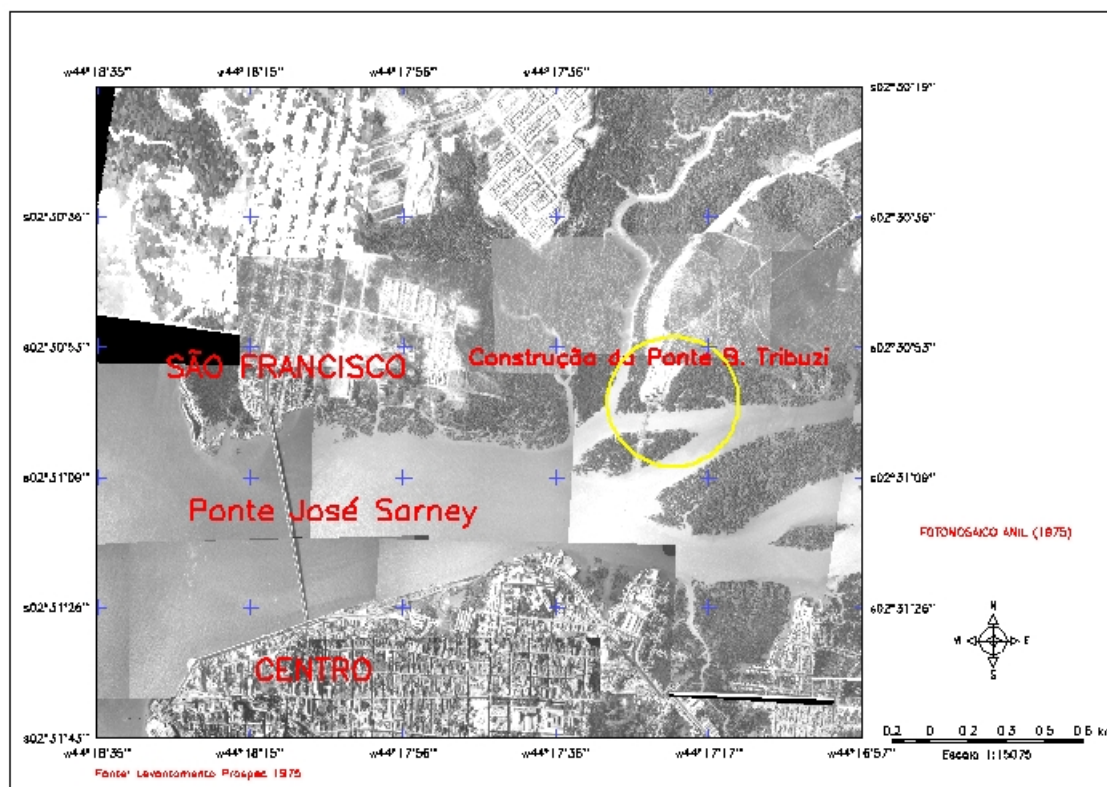 w44°18'35" w44°18'15" w44°17'56" w44°17'36"
s02°30'19"
s02°30'36" s02°30'36"
s02°30'53" s02°30'53"
SÃO FRANCISCO
Construção da Ponte B. Tribuzi
s02°31'09" s02°31'09"
Ponte José Sarney
FOTOMOSAICO ANIL (1975)
s02°31'26" s02°31'26"
N
W E
S
CENTRO
s02°31'43"
0.2 0 0.2 0.3 0.5 0.6 km
w44°18'35" w44°18'15" w44°17'56" w44°17'36" w44°17'17" w44°16'57"
Escala 1:15075
Fonte: Levantamento Prospec 1975